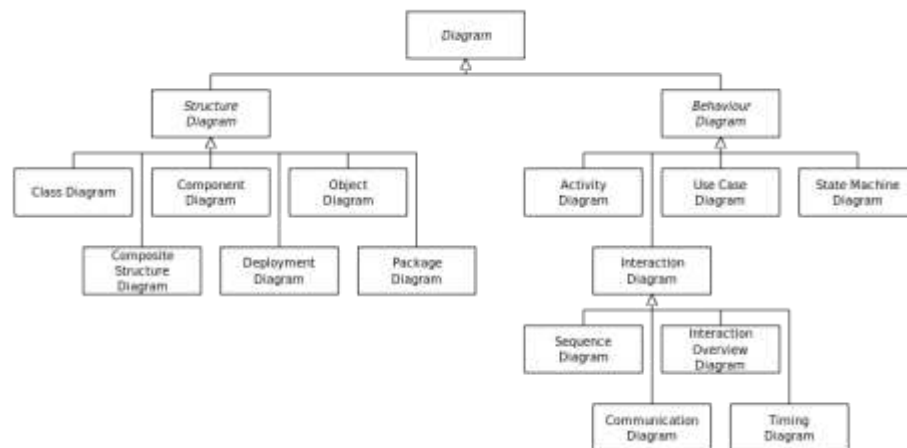 Diagram
Structure
Diagram
Behaviour
Diagram
Class Diagram
Component
Diagram
Object
Diagram
Activity
Diagram
Use Case
Diagram
State Machine
Diagram
Composite
Structure
Diagram
Deployment
Diagram
Package
Diagram
Interaction
Diagram
Sequence
Diagram
Interaction
Overview
Diagram
Communication
Diagram
Timing
Diagram